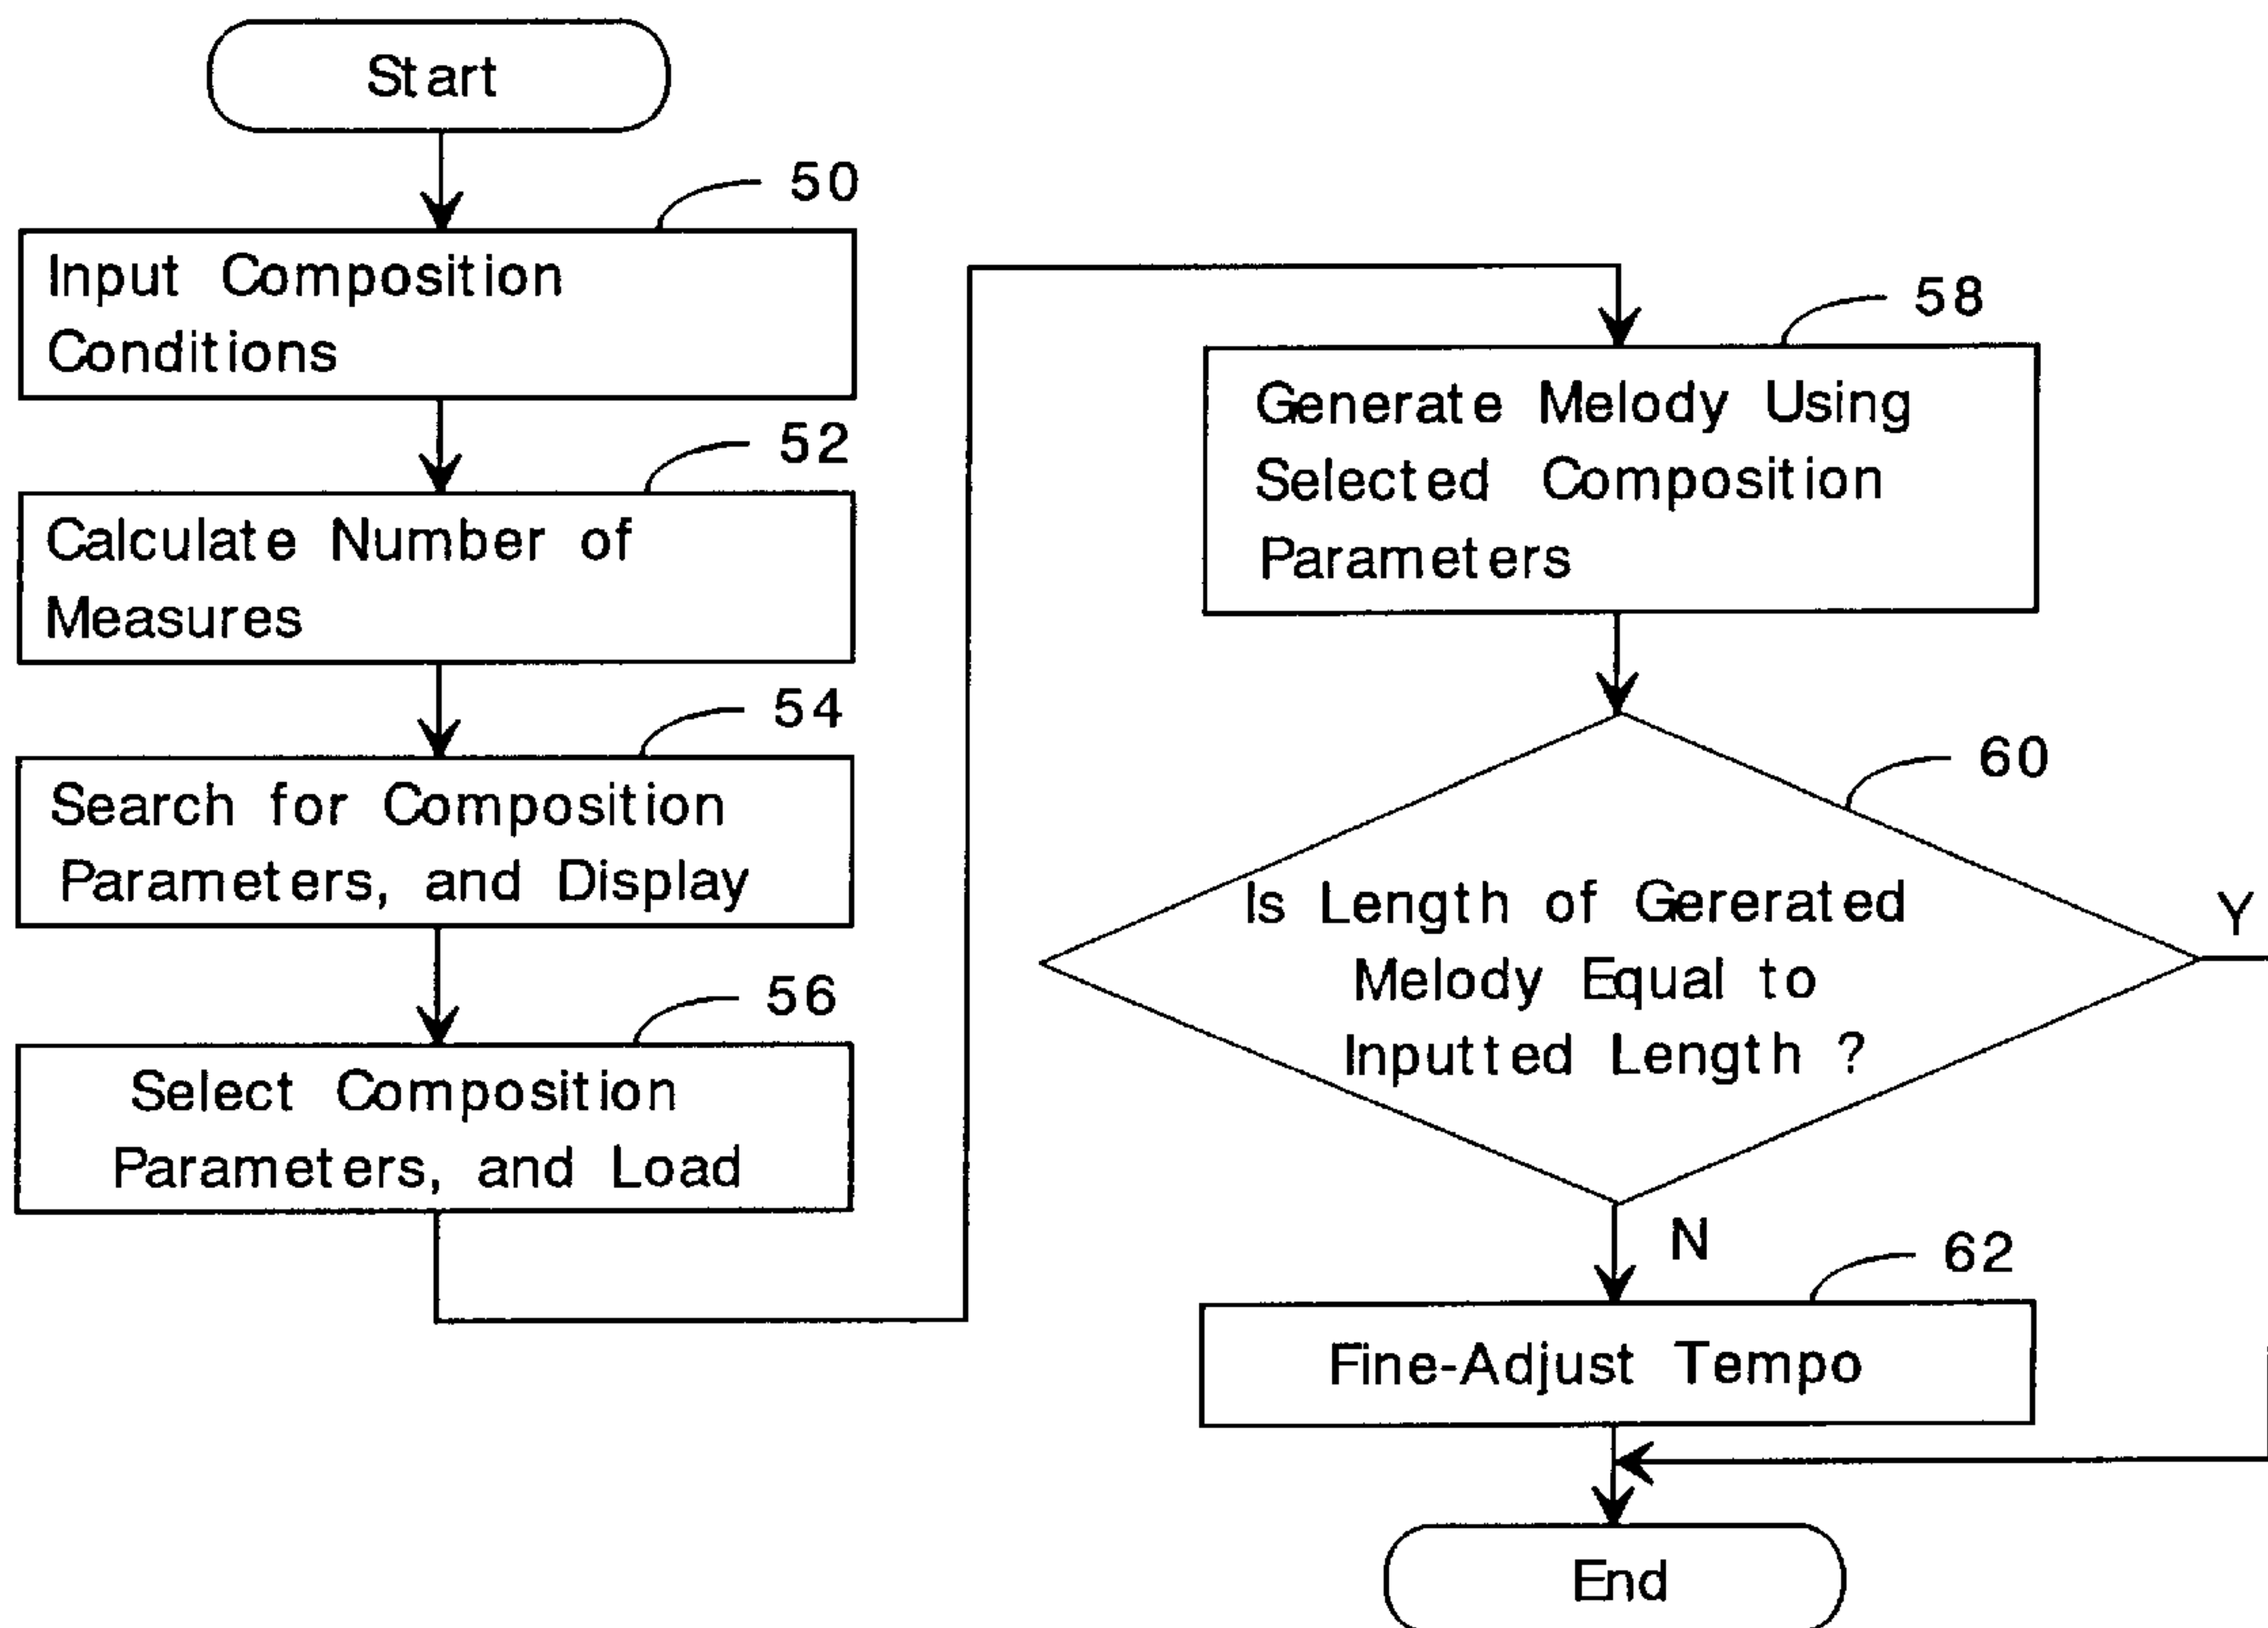 Start
50
Input Composition
Conditions
52
Calculate Number of
Measures
54
Search for Composition
Parameters, and Display
56
Select Composition
Parameters, and Load
58
Generate Melody Using
Selected Composition
Parameters
60
Is Length of Gererated
Melody Equal to
Inputted Length ?
Y
N
62
Fine-Adjust Tempo
End